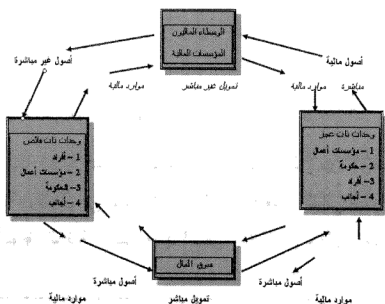 الوسطاء الماليون
المؤسسات المالية
أصول غير مباشرة
أصول مالية
موارد مالية
تمويل غير مباشر
موارد مالية
مباشرة
وحدات ذات فائض
1 – أفراد
2 – مؤسسات أعمال
3 – الحكومة
4 – أجانب
وحدات ذات عجز
1 – مؤسسات أعمال
2 – حكومة
3 – أفراد
4 – أجانب
سوق المال
أصول مباشرة
أصول مباشرة
موارد مالية
تمويل مباشر
موارد مالية